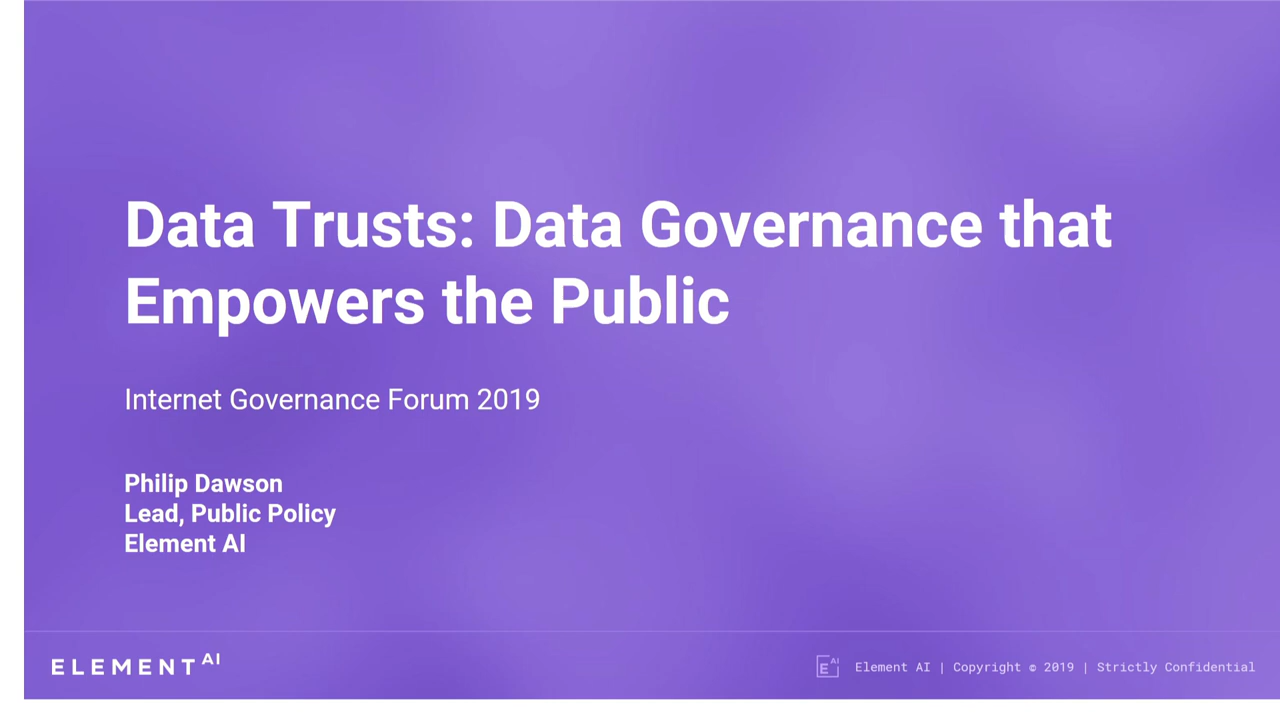 Data Trusts: Data Governance that
Empowers the Public
Internet Governance Forum 2019
Philip Dawson
Lead, Public Policy
Element AI
ELEMENT AI
E AI Element AI | Copyright © 2019 | Strictly Confidential